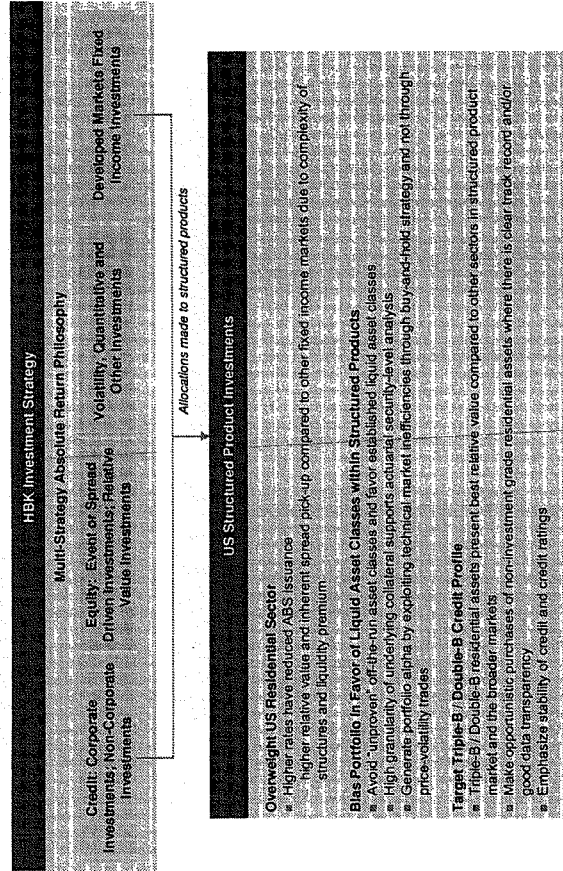 HBK Investment Strategy
Multi-Strategy Absolute Return Philosophy
Credit: Corporate
Investments; Non-Corporate
Investments
Equity: Event or Spread
Driven Investments; Relative
Value Investments
Volatility, Quantitative and
Other Investments
Developed Markets Fixed
Income Investments
Allocations made to structured products
US Structured Product Investments
Overweight US Residential Sector
Higher rates have reduced ABS issuance
higher relative value and inherent spread pick-up compared to other fixed income markets due to complexity of
structures and liquidity premium
Bias Portfolio in Favor of Liquid Asset Classes within Structured Products
Avoid "unproven", off-the-run asset classes and favor established liquid asset classes
High granularity of underlying collateral supports actuarial security-level analysis
Generate portfolio alpha by exploiting technical market inefficiencies through buy-and-hold strategy and not through
price-volatility trades
Target Triple-B / Double-B Credit Profile
Triple-B / Double-B residential assets present best relative value compared to other sectors in structured product
market and the broader markets
Make opportunistic purchases of non-investment grade residential assets where there is clear track record and/or
good data transparency
Emphasize stability of credit and credit ratings